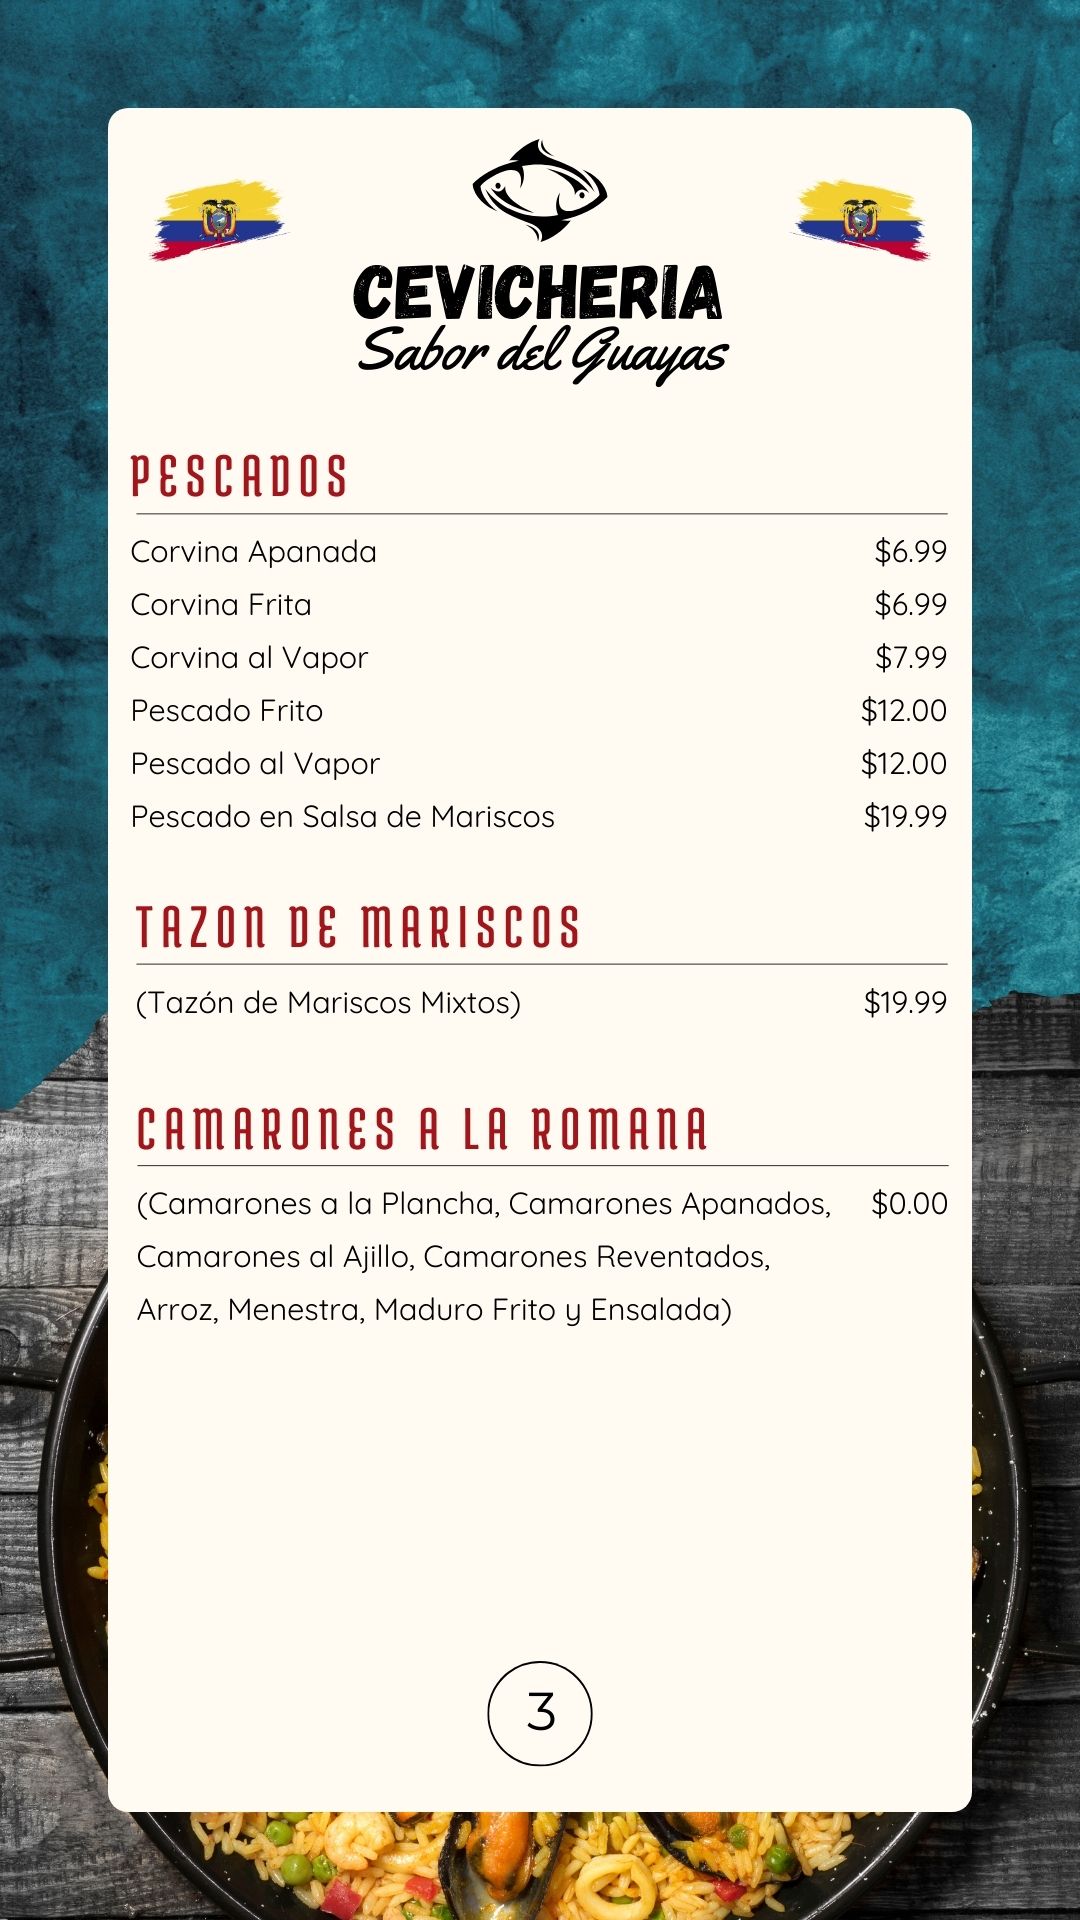 CEVICHERIA
Sabor del Guayas
PESCADOS
Corvina Apanada $6.99
Corvina Frita $6.99
Corvina al Vapor $7.99
Pescado Frito $12.00
Pescado al Vapor $12.00
Pescado en Salsa de Mariscos $19.99
TAZON DE MARISCOS
(Tazón de Mariscos Mixtos) $19.99
CAMARONES A LA ROMANA
(Camarones a la Plancha, Camarones Apanados, $0.00
Camarones al Ajillo, Camarones Reventados,
Arroz, Menestra, Maduro Frito y Ensalada)
3